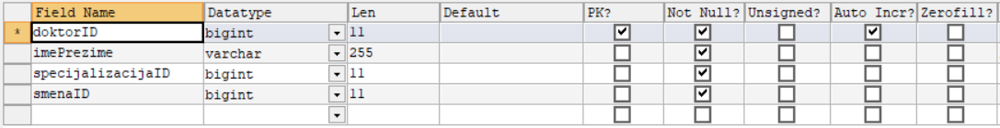 Field Name Datatype Len Default PK? Not Null? Unsigned? Auto Incr? Zerofill?
* doktorID bigint 11
imePrezime varchar 255
specijalizacijaID bigint 11
smenaID bigint 11